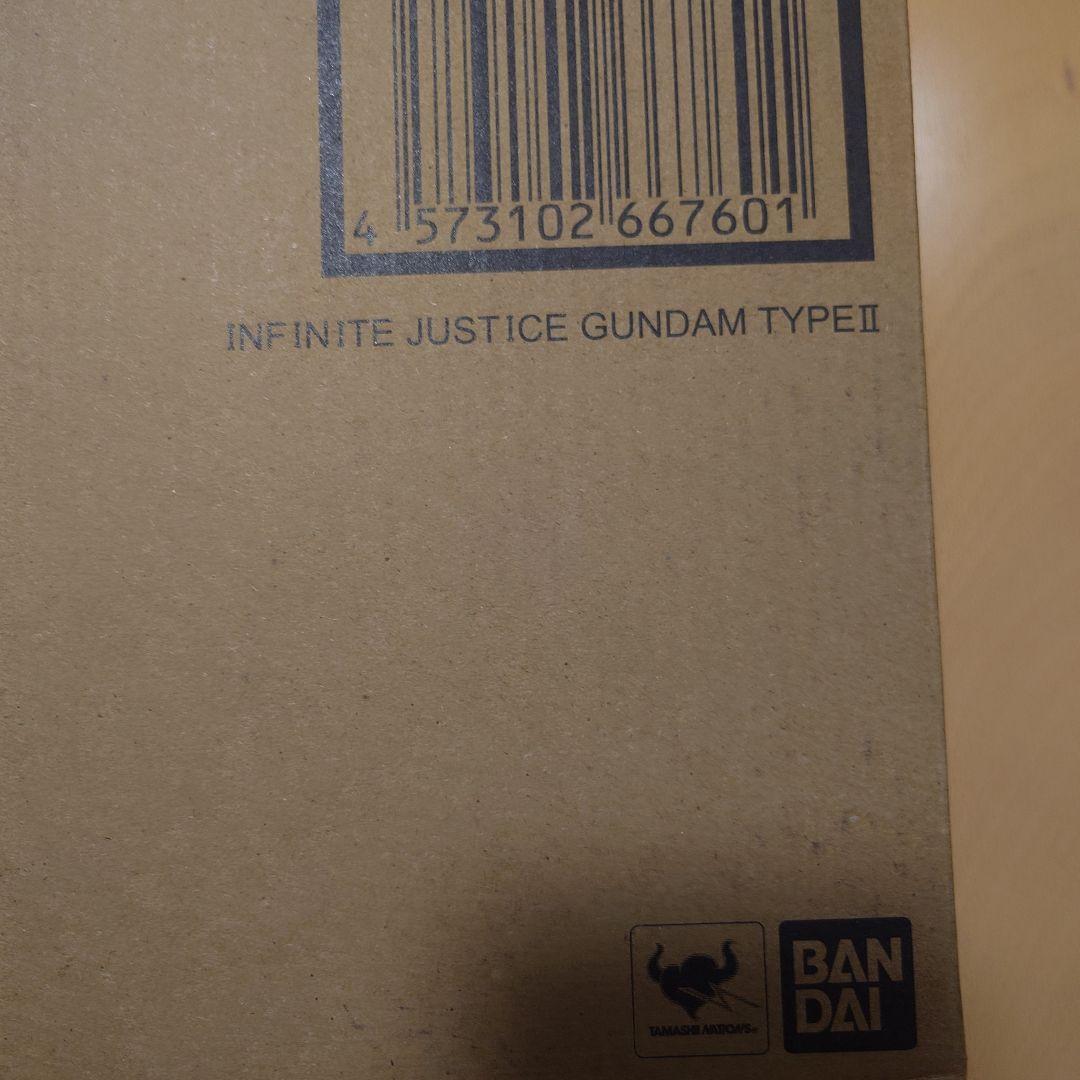 4 573102 667601
INFINITE JUSTICE GUNDAM TYPEⅡ
TAMASHII NATIONS®
BAN
DAI